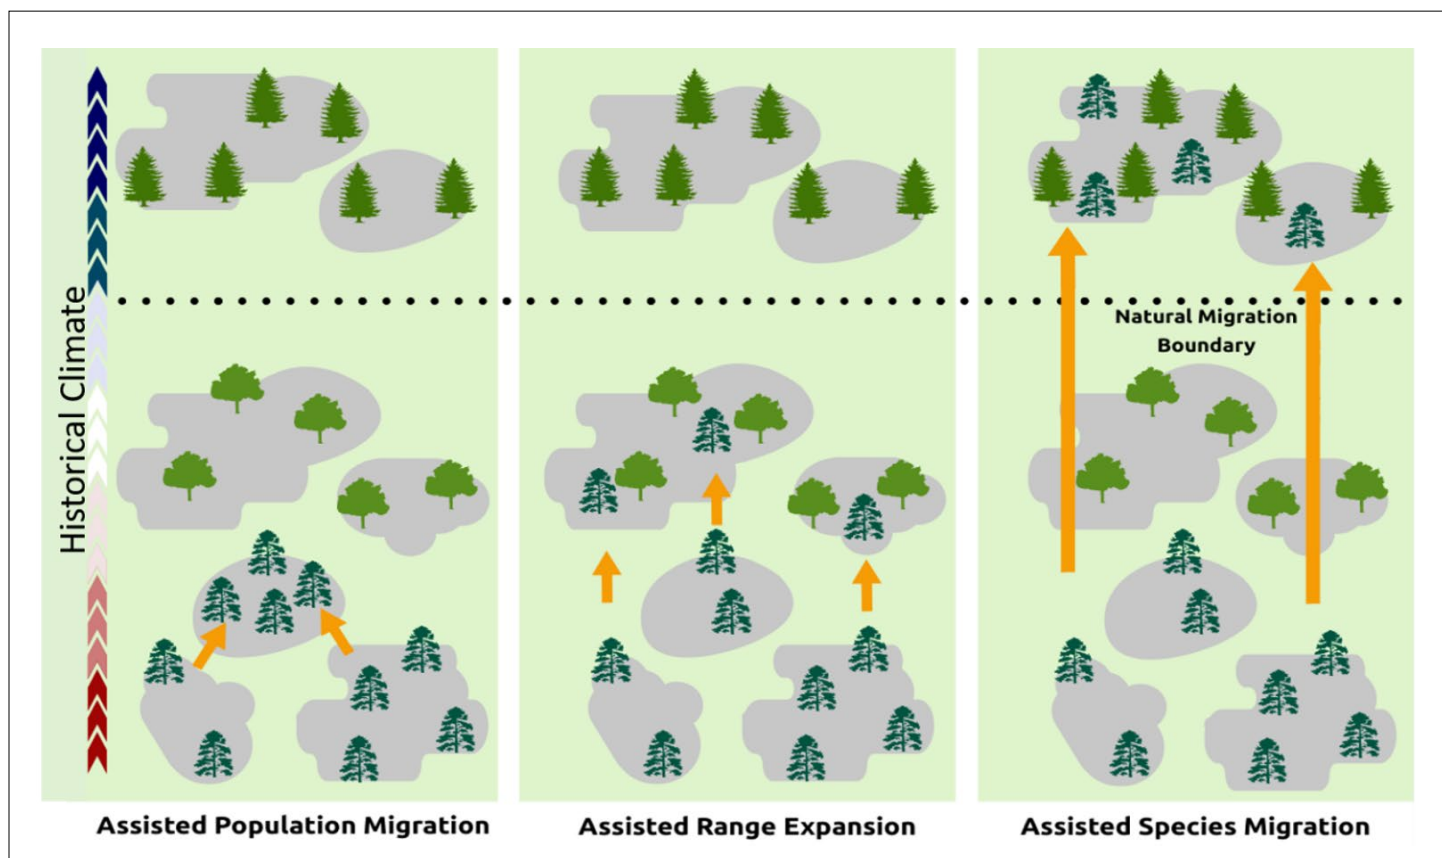 Historical Climate
Natural Migration
Boundary
Assisted Population Migration
Assisted Range Expansion
Assisted Species Migration